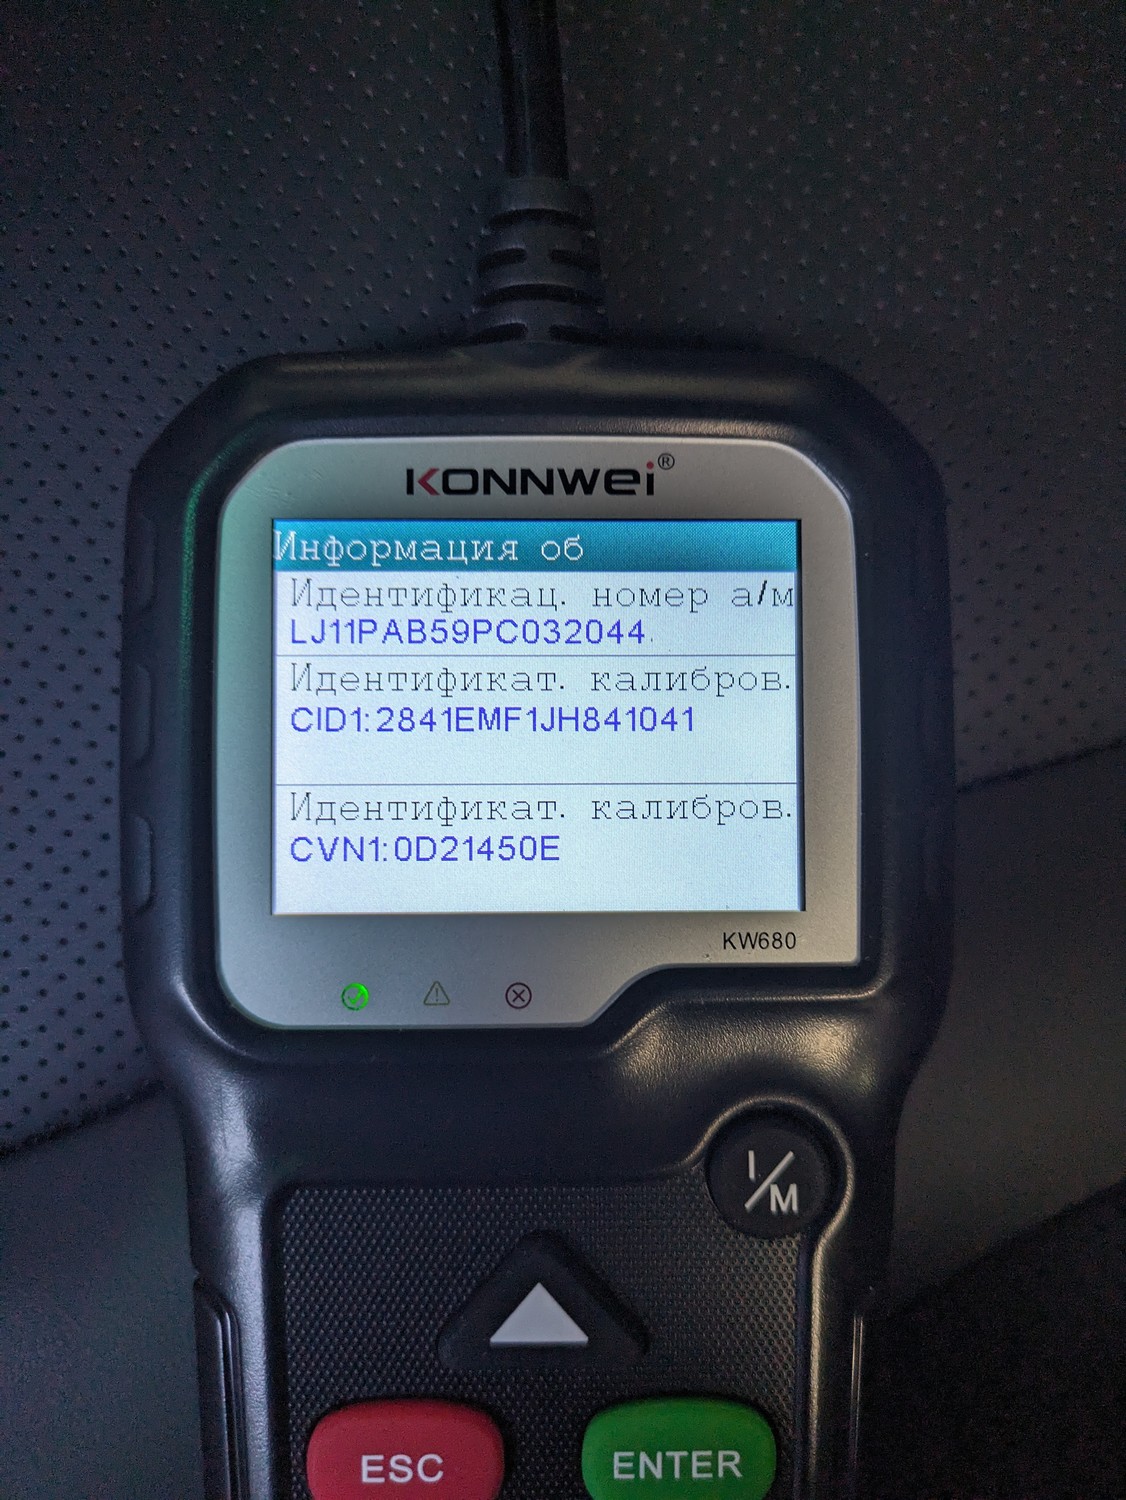 KONNWEI®
Информация об
Идентификац. номер а/м
LJ11PAB59PC032044.
Идентификат. калибров.
CID1:2841EMF1JH841041
Идентификат. калибров.
CVN1:0D21450E
KW680
I/M
ESC
ENTER